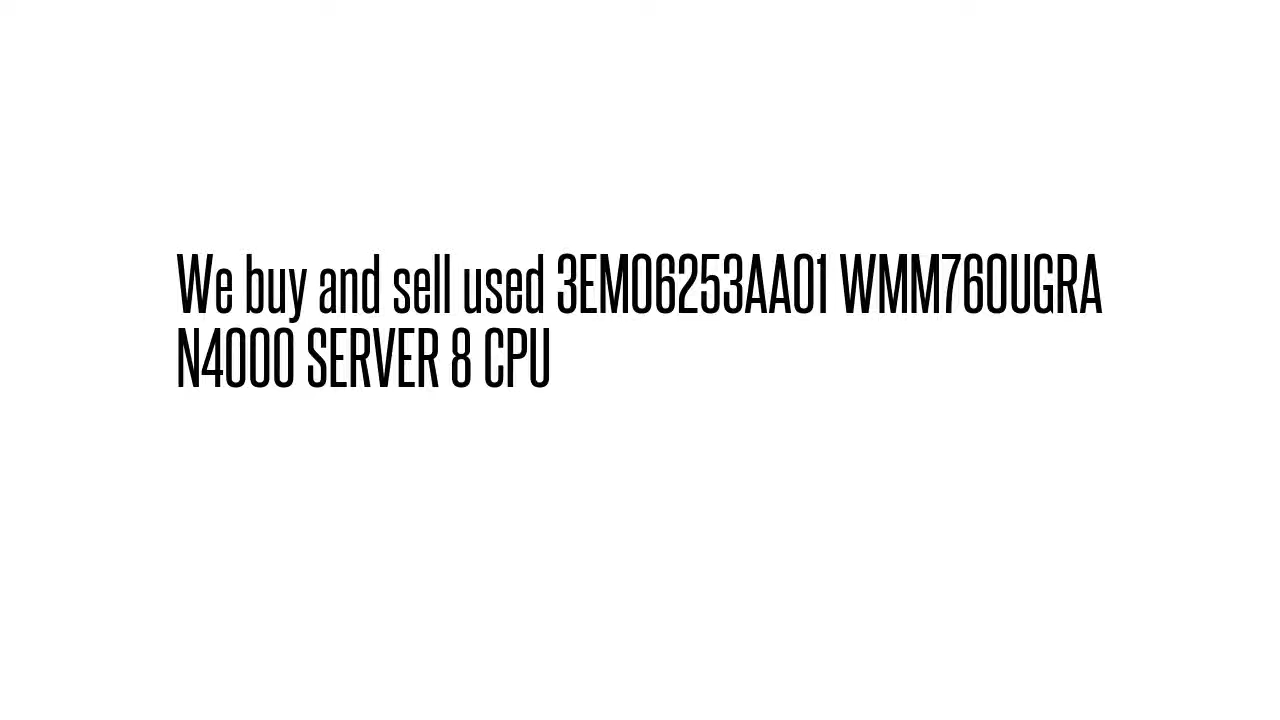 We buy and sell used 3EM06253AA01 WMM760UGRA
N4000 SERVER 8 CPU